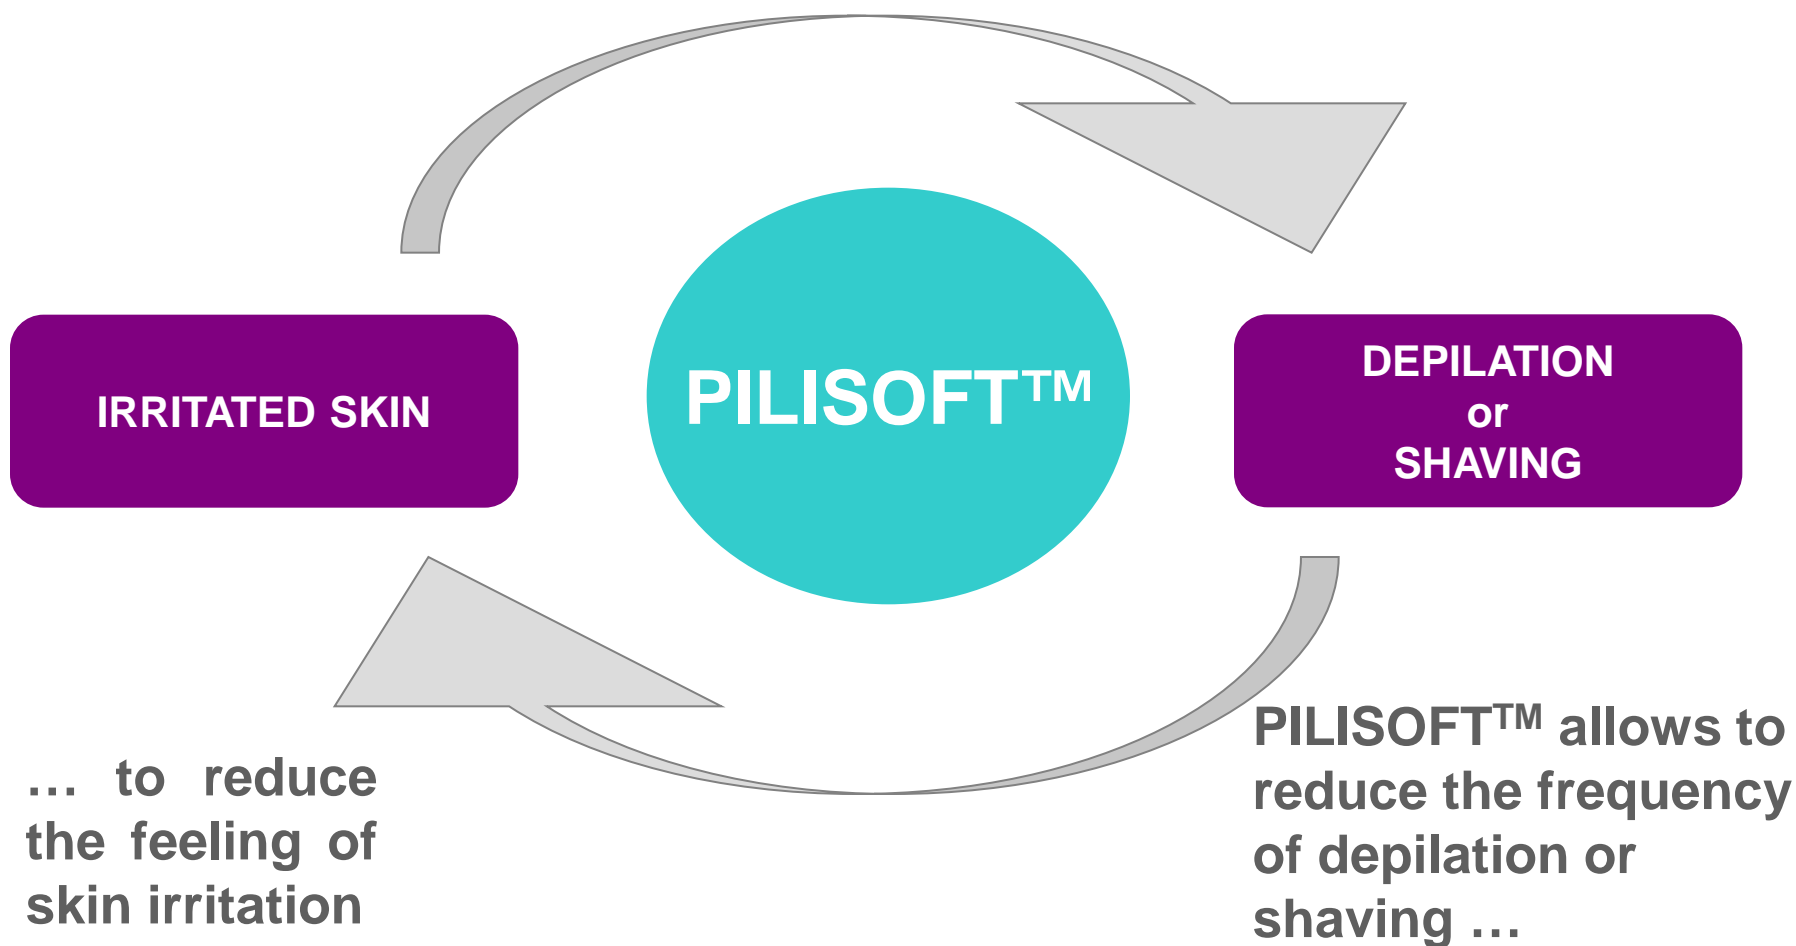 PILISOFT™
IRRITATED SKIN
DEPILATION
or
SHAVING
… to reduce
the feeling of
skin irritation
PILISOFT™ allows to
reduce the frequency
of depilation or
shaving …